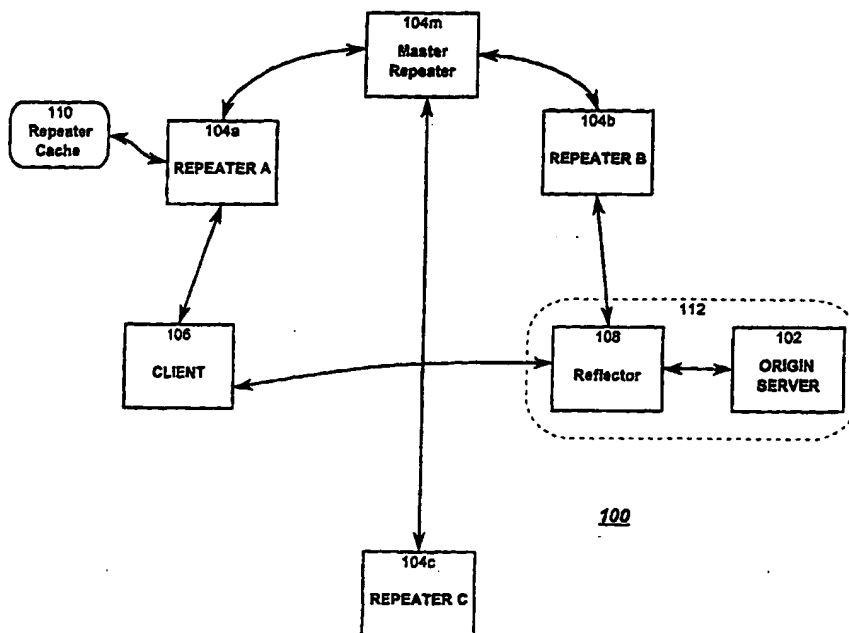 104m
Master
Repeater
110
Repeater
Cache
104a
REPEATER A
104b
REPEATER B
106
CLIENT
112
108
Reflector
102
ORIGIN
SERVER
100
104c
REPEATER C